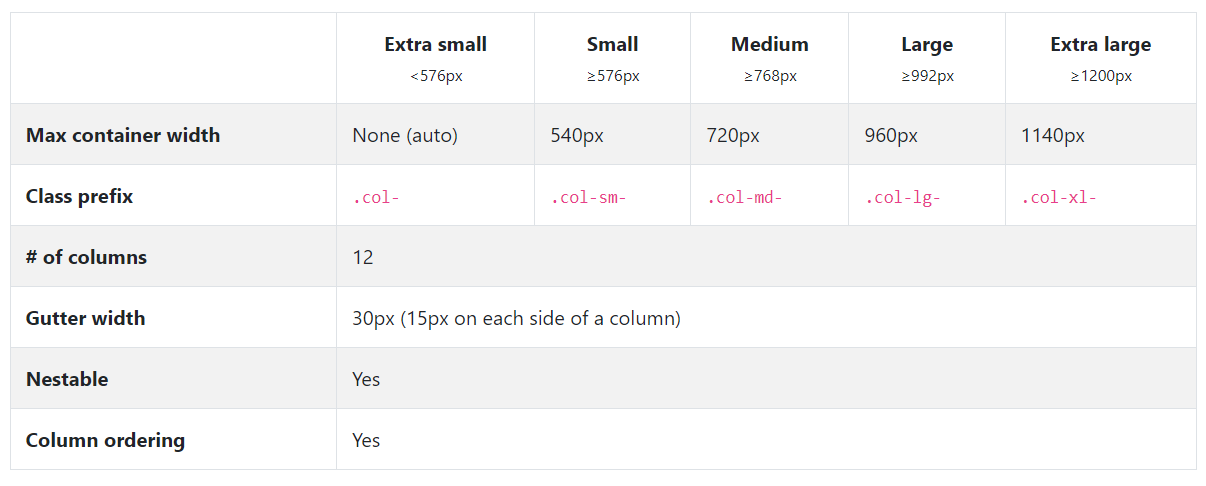 Extra small Small Medium Large Extra large
<576px ≥576px ≥768px ≥992px ≥1200px
Max container width None (auto) 540px 720px 960px 1140px
Class prefix .col- .col-sm- .col-md- .col-lg- .col-xl-
# of columns 12
Gutter width 30px (15px on each side of a column)
Nestable Yes
Column ordering Yes